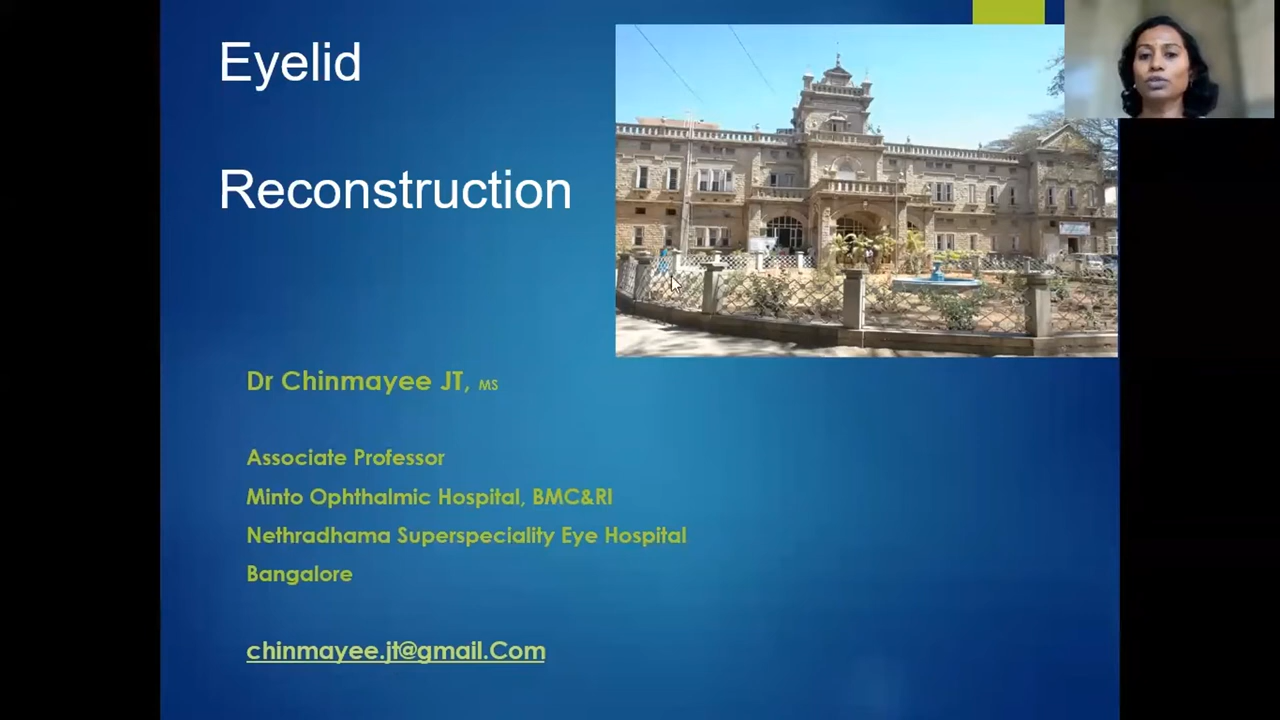 Eyelid
Reconstruction
Dr Chinmayee JT, MS
Associate Professor
Minto Ophthalmic Hospital, BMC&RI
Nethradhama Superspeciality Eye Hospital
Bangalore
chinmayee.jt@gmail.Com